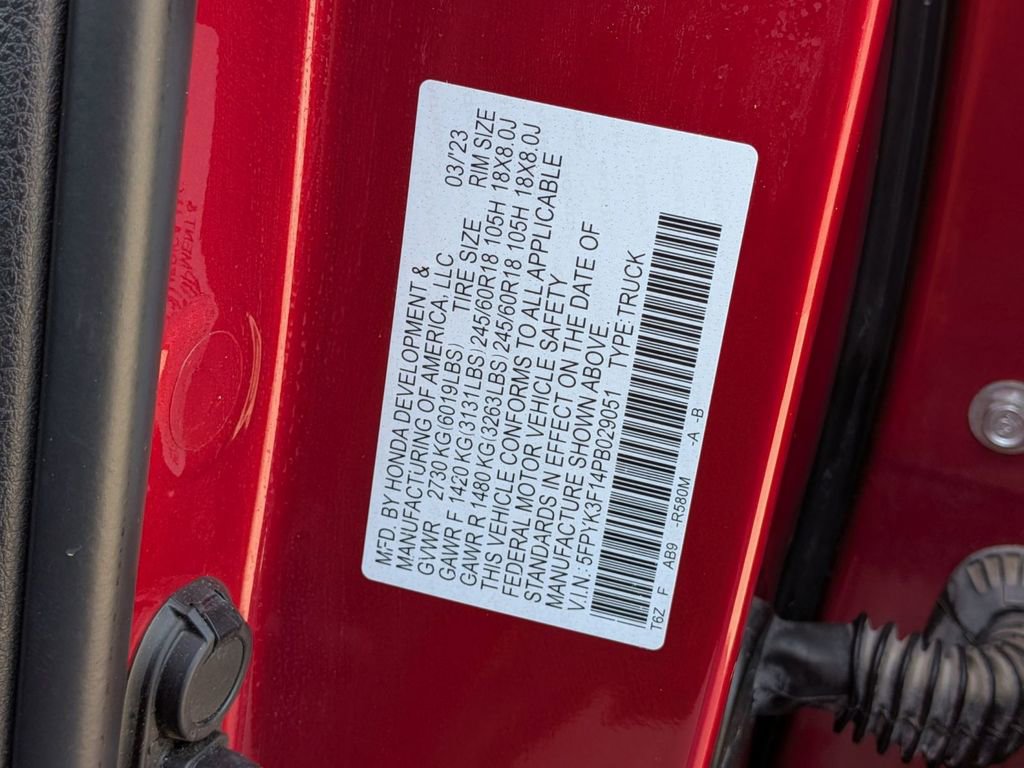 MFD. BY HONDA DEVELOPMENT &
MANUFACTURING OF AMERICA, LLC 03/'23
GVWR 2730 KG(6019LBS) TIRE SIZE RIM SIZE
GAWR F 1420 KG(3131LBS) 245/60R18 105H 18X8.0J
GAWR R 1480 KG(3263LBS) 245/60R18 105H 18X8.0J
THIS VEHICLE CONFORMS TO ALL APPLICABLE
FEDERAL MOTOR VEHICLE SAFETY
STANDARDS IN EFFECT ON THE DATE OF
MANUFACTURE SHOWN ABOVE.
V.I.N.: 5FPYK3F14PB029051 TYPE:TRUCK
T6Z F AB9 -R580M -A -B